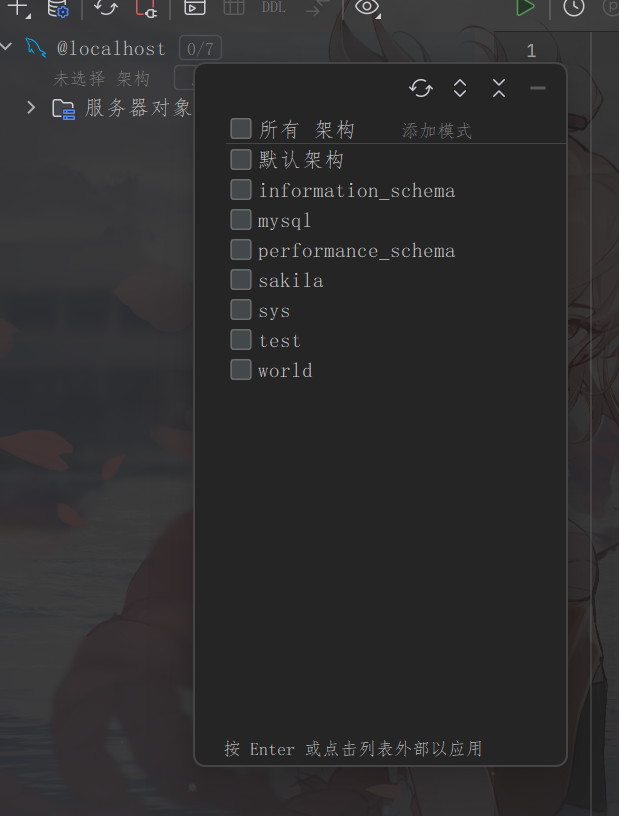 DDL
@localhost 0/7
1
未选择 架构
服务器对象
所有 架构 添加模式
默认架构
information_schema
mysql
performance_schema
sakila
sys
test
world
按 Enter 或点击列表外部以应用